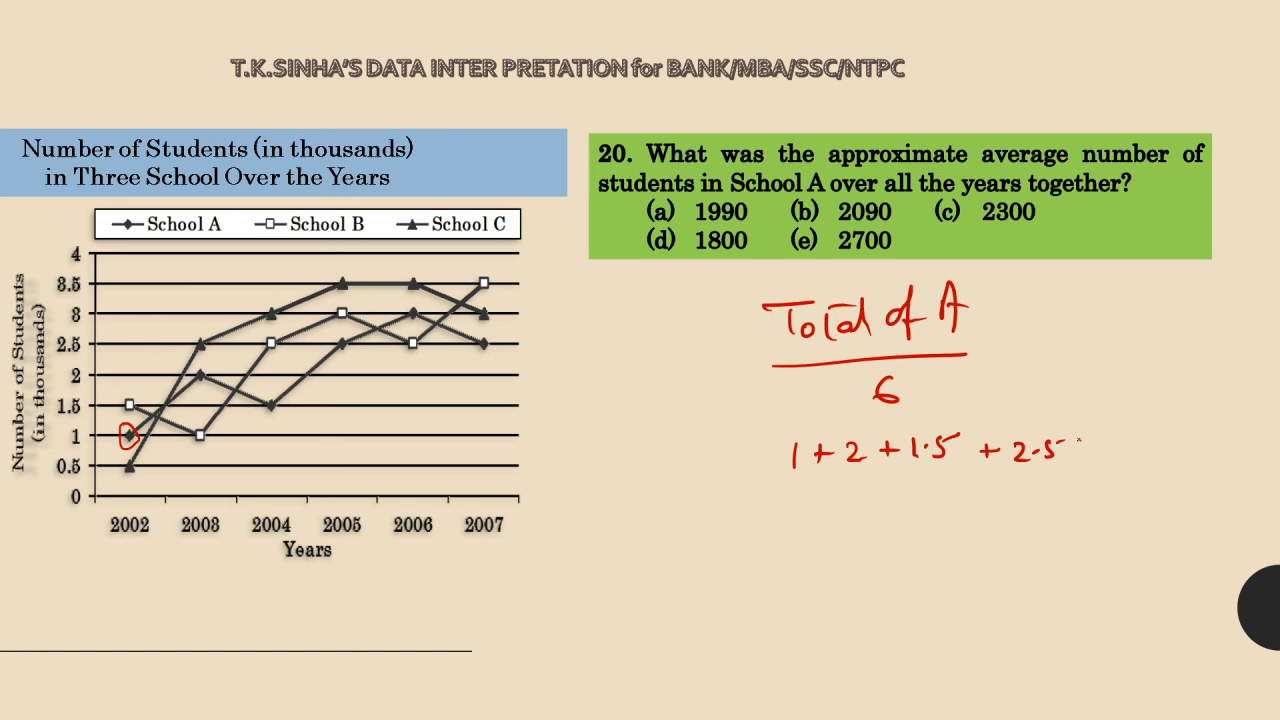 T.K.SINHA'S DATA INTER PRETATION for BANK/MBA/SSC/NTPC
Number of Students (in thousands)
in Three School Over the Years
School A School B School C
Number of Students
(in thousands)
4
3.5
3
2.5
2
1.5
1
0.5
0
2002 2003 2004 2005 2006 2007
Years
20. What was the approximate average number of
students in School A over all the years together?
(a) 1990 (b) 2090 (c) 2300
(d) 1800 (e) 2700
Total of A
6
1 + 2 + 1.5 + 2.5